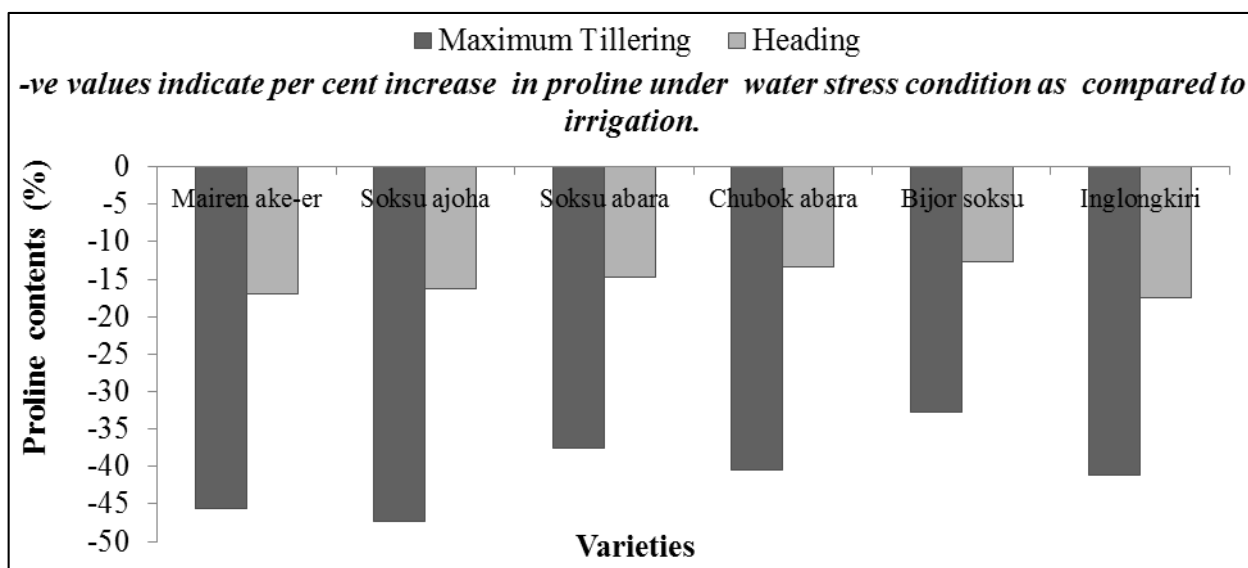 Maximum Tillering Heading
-ve values indicate per cent increase in proline under water stress condition as compared to
irrigation.
Proline contents (%)
0
-5
-10
-15
-20
-25
-30
-35
-40
-45
-50
Mairen ake-er Soksu ajoha Soksu abara Chubok abara Bijor soksu Inglongkiri
Varieties